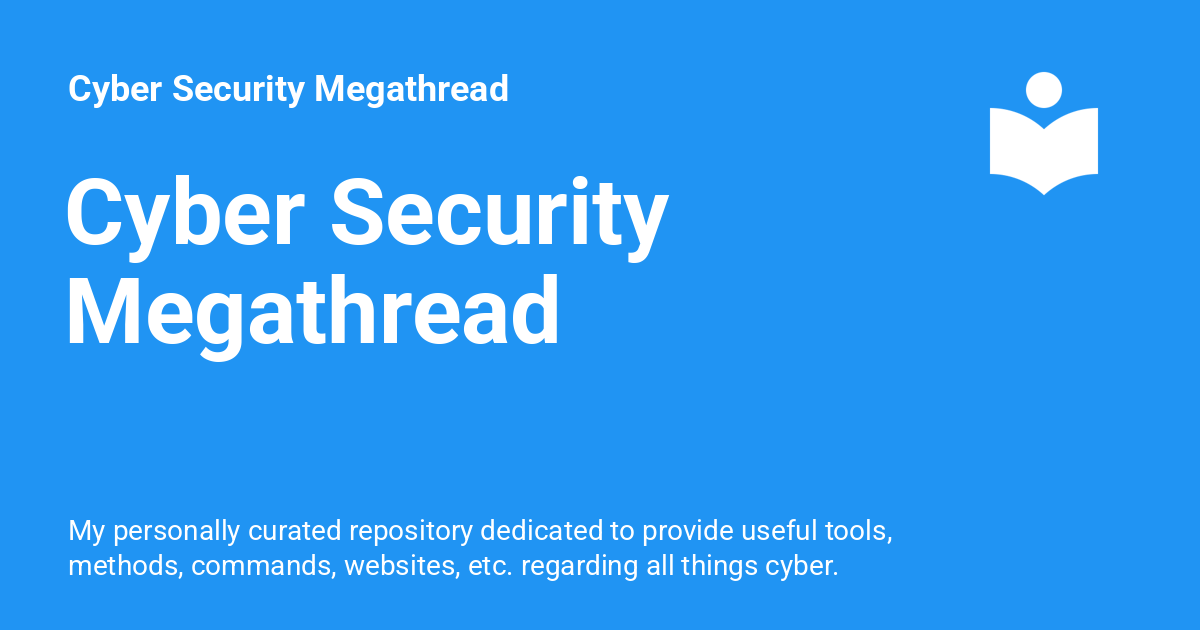 Cyber Security Megathread
Cyber Security
Megathread
My personally curated repository dedicated to provide useful tools,
methods, commands, websites, etc. regarding all things cyber.